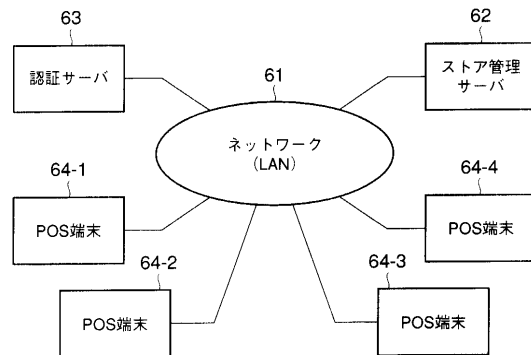 63
認証サーバ
62
ストア管理
サーバ
61
ネットワーク
(LAN)
64-1
POS端末
64-4
POS端末
64-2
POS端末
64-3
POS端末